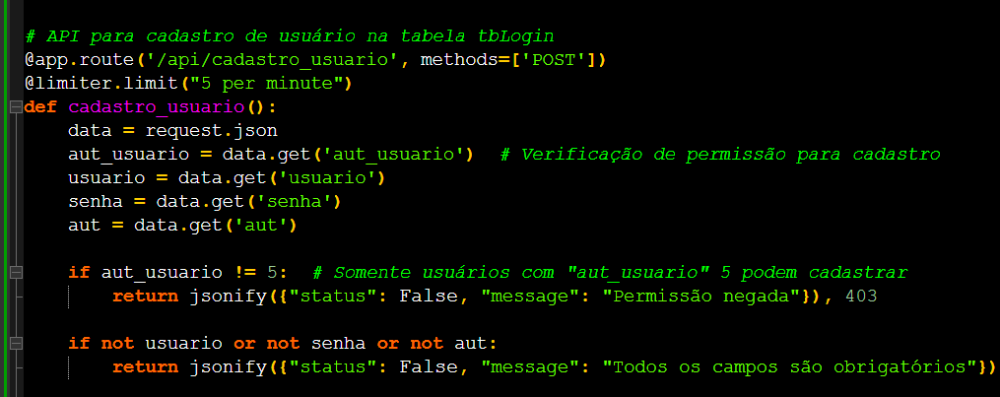 # API para cadastro de usuário na tabela tbLogin
@app.route('/api/cadastro_usuario', methods=['POST'])
@limiter.limit("5 per minute")
def cadastro_usuario():
    data = request.json
    aut_usuario = data.get('aut_usuario')  # Verificação de permissão para cadastro
    usuario = data.get('usuario')
    senha = data.get('senha')
    aut = data.get('aut')
    if aut_usuario != 5:  # Somente usuários com "aut_usuario" 5 podem cadastrar
        return jsonify({"status": False, "message": "Permissão negada"}), 403
    if not usuario or not senha or not aut:
        return jsonify({"status": False, "message": "Todos os campos são obrigatórios"})